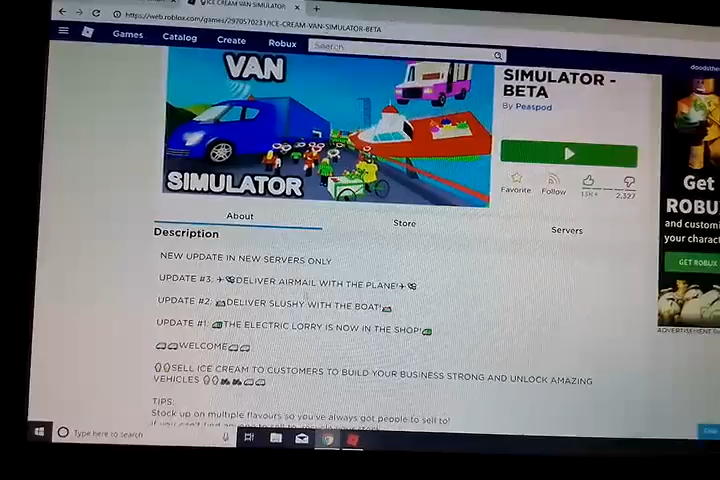 ICE CREAM VAN SIMULATOR
https://web.roblox.com/games/2970570231/ICE-CREAM-VAN-SIMULATOR-BETA
Games Catalog Create Robux Search
VAN
SIMULATOR
SIMULATOR -
BETA
By Peaspod
Favorite Follow 13K+ 2,327
About Store Servers
Description
NEW UPDATE IN NEW SERVERS ONLY
UPDATE #3: DELIVER AIRMAIL WITH THE PLANE!
UPDATE #2: DELIVER SLUSHY WITH THE BOAT!
UPDATE #1: THE ELECTRIC LORRY IS NOW IN THE SHOP!
WELCOME
SELL ICE CREAM TO CUSTOMERS TO BUILD YOUR BUSINESS STRONG AND UNLOCK AMAZING
VEHICLES
TIPS:
Stock up on multiple flavours so you've always got people to sell to!
Get
ROBU
and customi
your charact
GET ROBUX
ADVERTISEMENT
Type here to search